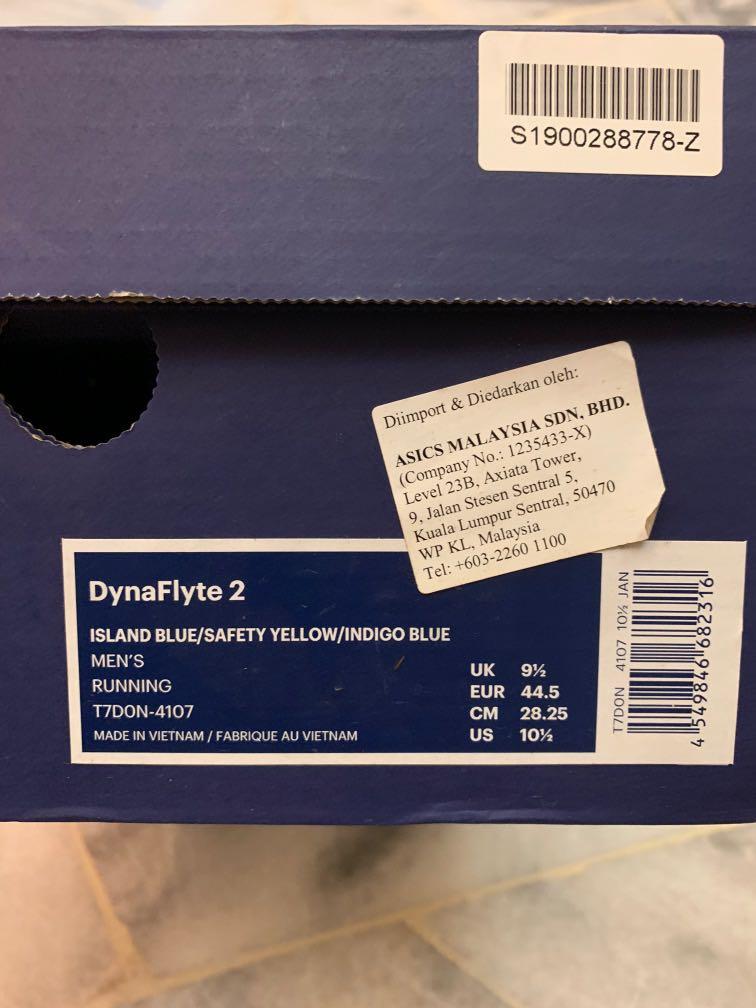 S1900288778-Z
Diimport & Diedarkan oleh:
ASICS MALAYSIA SDN, BHD.
(Company No.: 1235433-X)
Level 23B, Axiata Tower,
9, Jalan Stesen Sentral 5,
Kuala Lumpur Sentral, 50470
WP KL, Malaysia
Tel: +603-2260 1100
DynaFlyte 2
ISLAND BLUE/SAFETY YELLOW/INDIGO BLUE
MEN'S
RUNNING
T7D0N-4107
MADE IN VIETNAM / FABRIQUE AU VIETNAM
UK 9½
EUR 44.5
CM 28.25
US 10½
T7D0N 4107 10½ JAN
4 549846 682316